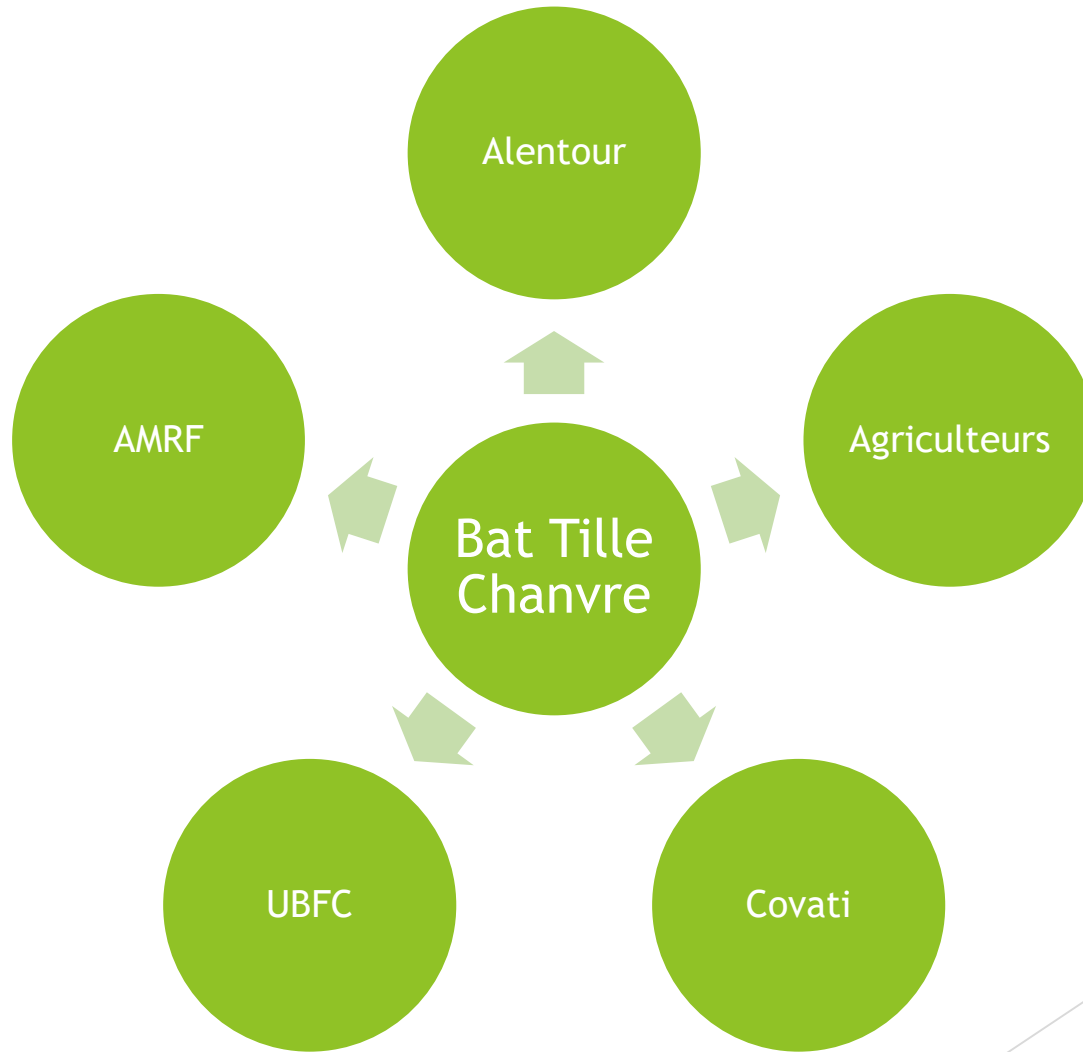 Alentour
AMRF
Agriculteurs
Bat Tille
Chanvre
UBFC
Covati